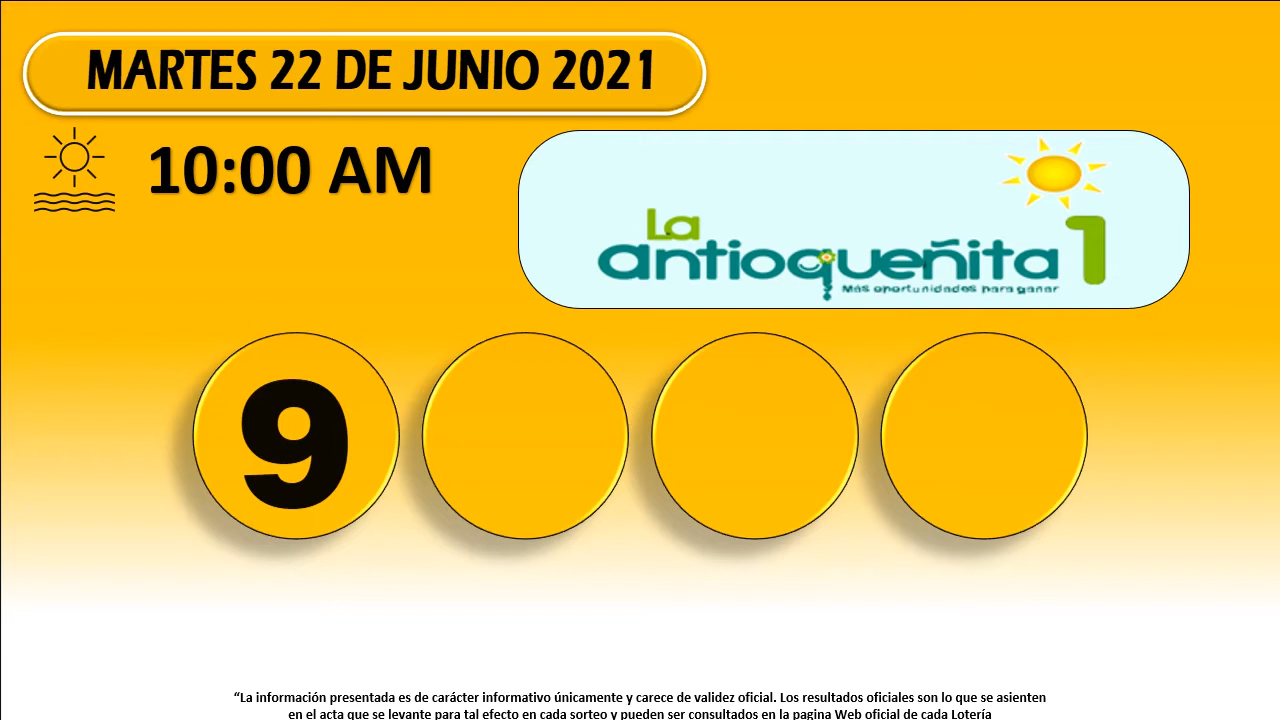 MARTES 22 DE JUNIO 2021
10:00 AM
La
antioqueñita 1
Más oportunidades para ganar
9
“La información presentada es de carácter informativo únicamente y carece de validez oficial. Los resultados oficiales son lo que se asienten
en el acta que se levante para tal efecto en cada sorteo y pueden ser consultados en la pagina Web oficial de cada Lotería